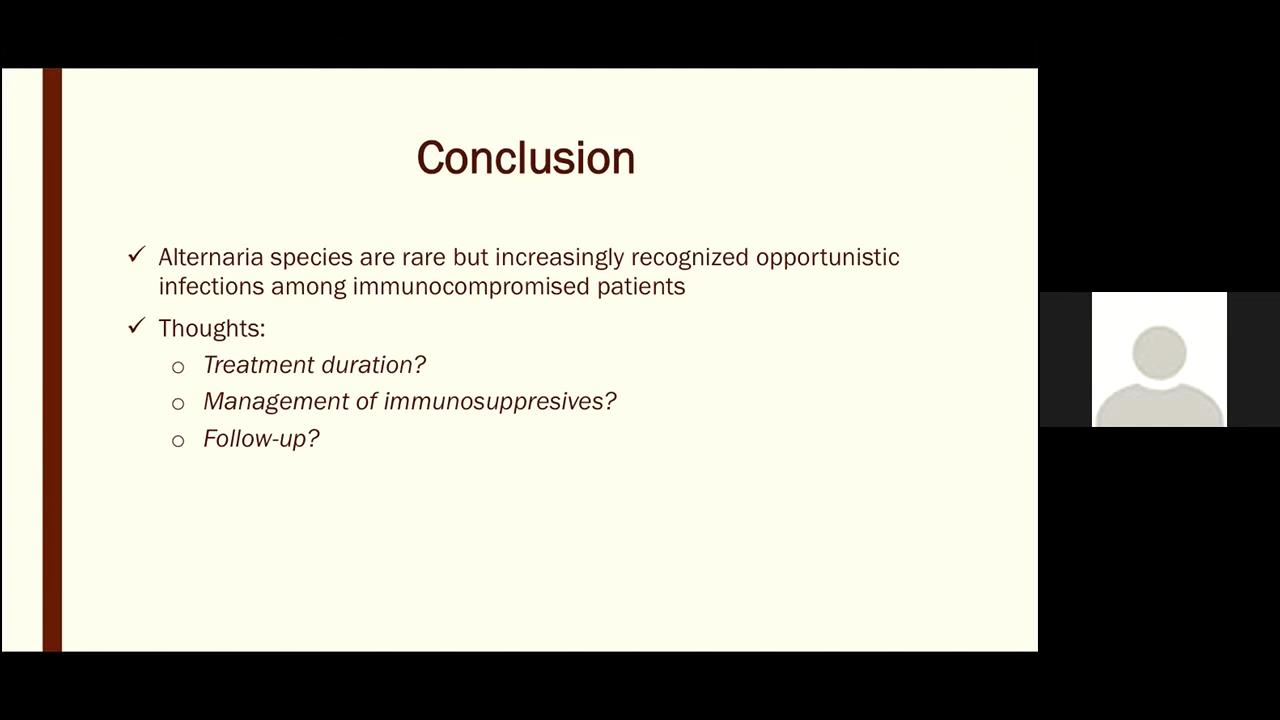 Conclusion
✓ Alternaria species are rare but increasingly recognized opportunistic
infections among immunocompromised patients
✓ Thoughts:
o Treatment duration?
o Management of immunosuppresives?
o Follow-up?